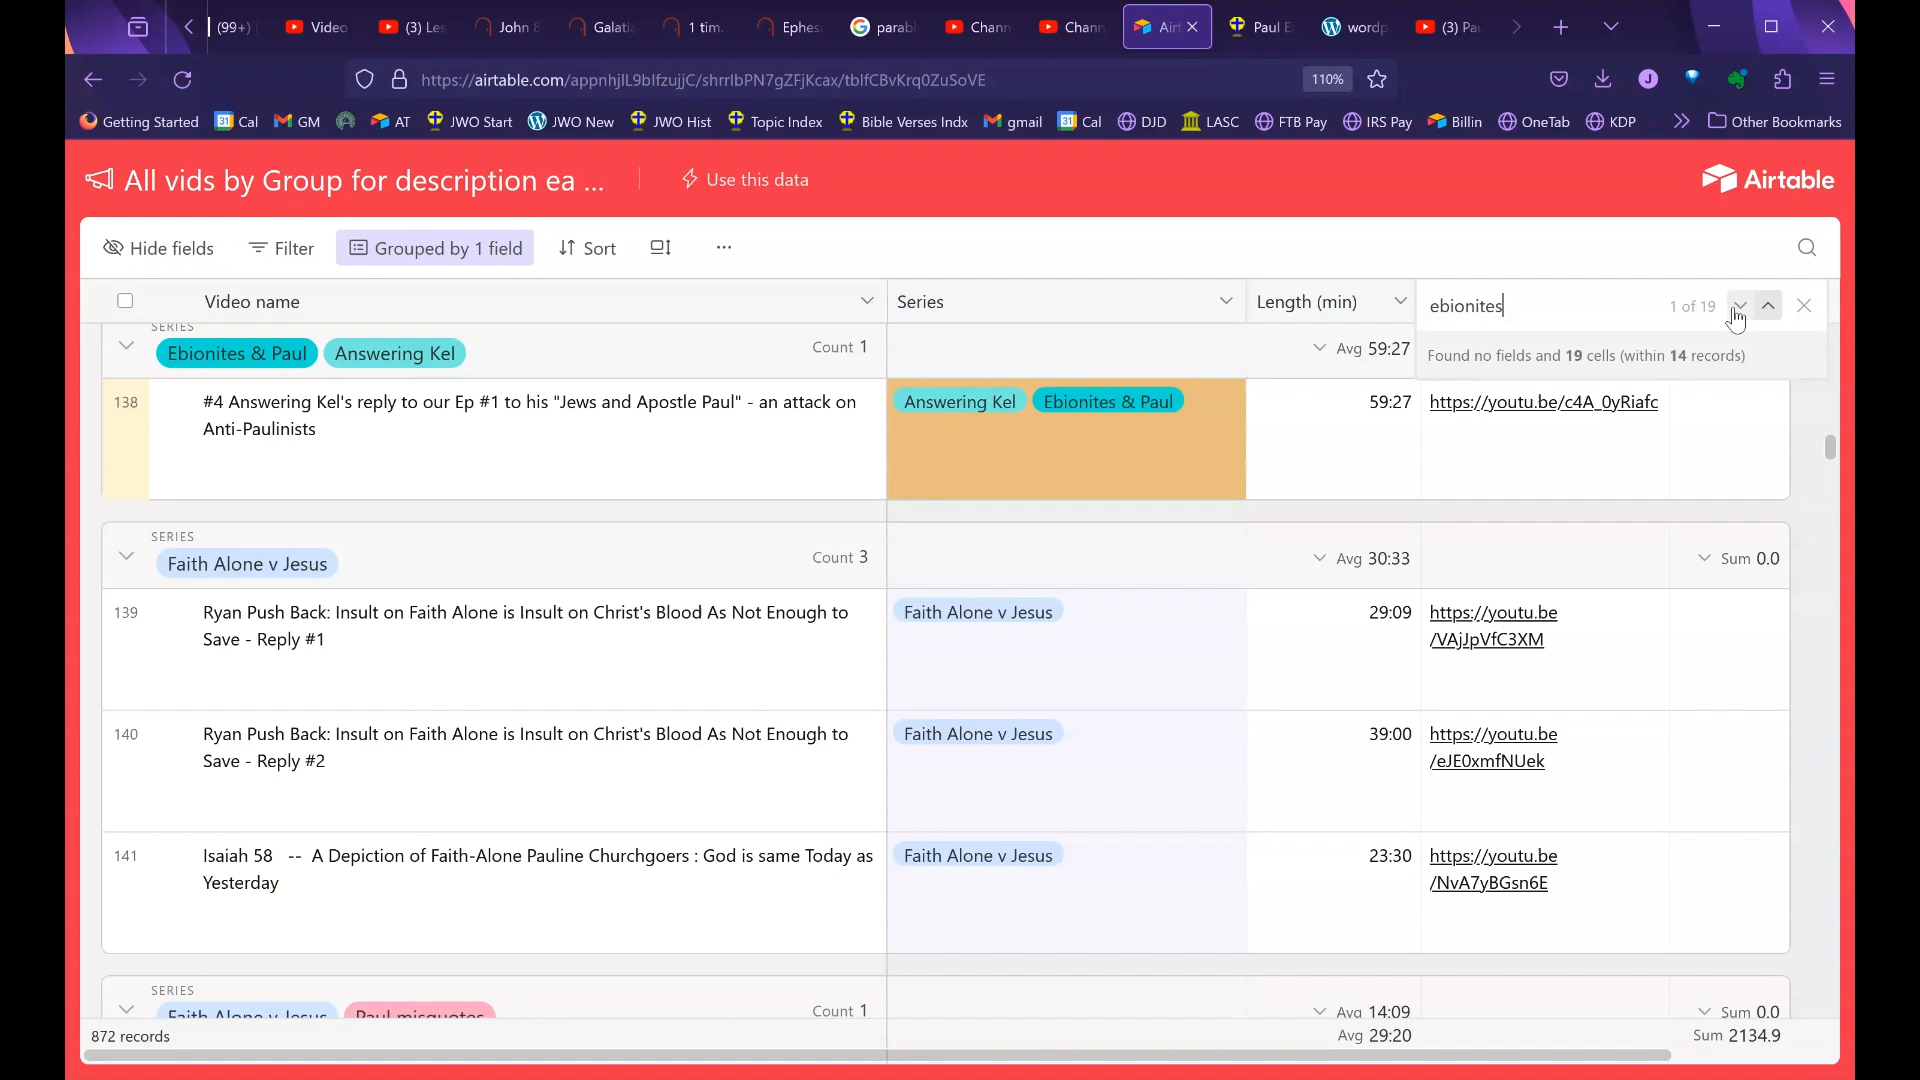 (99+)
Video
(3) Les
John 8
Galatia
1 tim.
Ephes
parabl
Chann
Chann
Airt
Paul E
wordp
(3) Pau
https://airtable.com/appnhjlL9bIfzujjC/shrrIbPN7gZFjKcax/tblfCBvKrq0ZuSoVE
110%
Getting Started
Cal
GM
AT
JWO Start
JWO New
JWO Hist
Topic Index
Bible Verses Indx
gmail
Cal
DJD
LASC
FTB Pay
IRS Pay
Billin
OneTab
KDP
Other Bookmarks
All vids by Group for description ea ...
Use this data
Airtable
Hide fields
Filter
Grouped by 1 field
Sort
Video name
Series
Length (min)
ebionites
1 of 19
Found no fields and 19 cells (within 14 records)
SERIES
Ebionites & Paul
Answering Kel
Count 1
Avg 59:27
138
#4 Answering Kel's reply to our Ep #1 to his "Jews and Apostle Paul" - an attack on
Anti-Paulinists
Answering Kel
Ebionites & Paul
59:27
https://youtu.be/c4A_0yRiafc
SERIES
Faith Alone v Jesus
Count 3
Avg 30:33
Sum 0.0
139
Ryan Push Back: Insult on Faith Alone is Insult on Christ's Blood As Not Enough to
Save - Reply #1
Faith Alone v Jesus
29:09
https://youtu.be
/VAjJpVfC3XM
140
Ryan Push Back: Insult on Faith Alone is Insult on Christ's Blood As Not Enough to
Save - Reply #2
Faith Alone v Jesus
39:00
https://youtu.be
/eJE0xmfNUek
141
Isaiah 58 -- A Depiction of Faith-Alone Pauline Churchgoers : God is same Today as
Yesterday
Faith Alone v Jesus
23:30
https://youtu.be
/NvA7yBGsn6E
SERIES
Faith Alone v Jesus
Paul misquotes
Count 1
Avg 14:09
Sum 0.0
872 records
Avg 29:20
Sum 2134.9